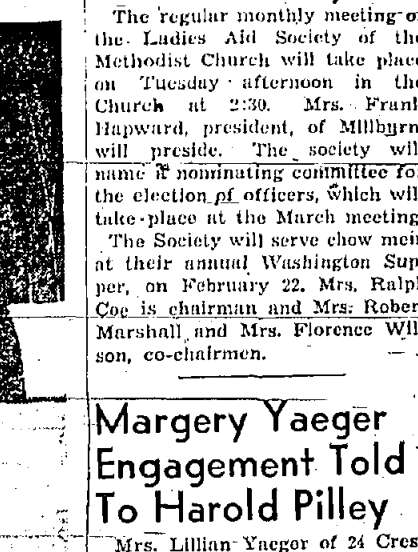 The regular monthly meeting of
the Ladies Aid Society of the
Methodist Church will take place
on Tuesday afternoon in the
Church at 2:30. Mrs. Frank
Hapward, president, of Millburn
will preside. The society will
name a nominating committee for
the election of officers, which will
take place at the March meeting
The Society will serve chow mein
at their annual Washington Sup-
per, on February 22. Mrs. Ralph
Coe is chairman and Mrs. Rober
Marshall and Mrs. Florence Wil
son, co-chairmen.
Margery Yaeger
Engagement Told
To Harold Pilley
Mrs. Lillian Yaeger of 24 Cres